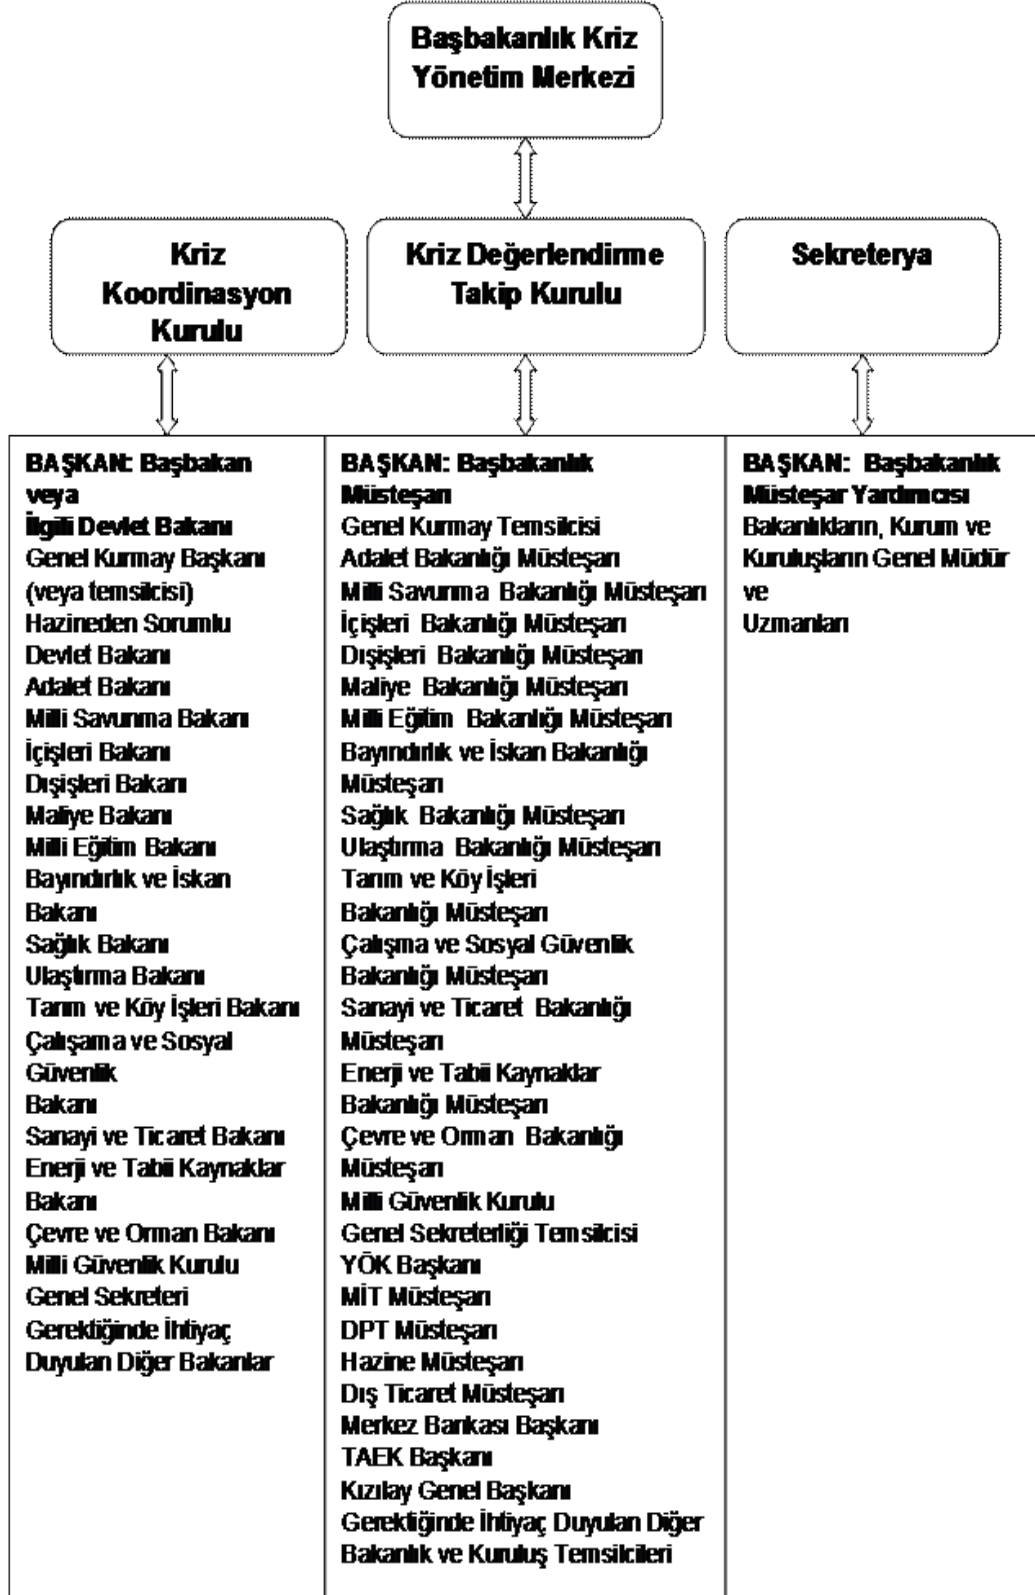 Başbakanlık Kriz
Yönetim Merkezi
Kriz
Koordinasyon
Kurulu
Kriz Değerlendirme
Takip Kurulu
Sekreterya
BAŞKAN: Başbakan
veya
İlgili Devlet Bakanı
Genel Kurmay Başkanı
(veya temsilcisi)
Hazineden Sorumlu
Devlet Bakanı
Adalet Bakanı
Milli Savunma Bakanı
İçişleri Bakanı
Dışişleri Bakanı
Maliye Bakanı
Milli Eğitim Bakanı
Bayındırlık ve İskan
Bakanı
Sağlık Bakanı
Ulaştırma Bakanı
Tarım ve Köy İşleri Bakanı
Çalışama ve Sosyal
Güvenlik
Bakanı
Sanayi ve Ticaret Bakanı
Enerji ve Tabii Kaynaklar
Bakanı
Çevre ve Orman Bakanı
Milli Güvenlik Kurulu
Genel Sekreteri
Gerektiğinde İhtiyaç
Duyulan Diğer Bakanlar
BAŞKAN: Başbakanlık
Müsteşarı
Genel Kurmay Temsilcisi
Adalet Bakanlığı Müsteşarı
Milli Savunma Bakanlığı Müsteşarı
İçişleri Bakanlığı Müsteşarı
Dışişleri Bakanlığı Müsteşarı
Maliye Bakanlığı Müsteşarı
Milli Eğitim Bakanlığı Müsteşarı
Bayındırlık ve İskan Bakanlığı
Müsteşarı
Sağlık Bakanlığı Müsteşarı
Ulaştırma Bakanlığı Müsteşarı
Tarım ve Köy İşleri
Bakanlığı Müsteşarı
Çalışma ve Sosyal Güvenlik
Bakanlığı Müsteşarı
Sanayi ve Ticaret Bakanlığı
Müsteşarı
Enerji ve Tabii Kaynaklar
Bakanlığı Müsteşarı
Çevre ve Orman Bakanlığı
Müsteşarı
Milli Güvenlik Kurulu
Genel Sekreterliği Temsilcisi
YÖK Başkanı
MİT Müsteşarı
DPT Müsteşarı
Hazine Müsteşarı
Dış Ticaret Müsteşarı
Merkez Bankası Başkanı
TAEK Başkanı
Kızılay Genel Başkanı
Gerektiğinde İhtiyaç Duyulan Diğer
Bakanlık ve Kuruluş Temsilcileri
BAŞKAN: Başbakanlık
Müsteşar Yardımcısı
Bakanlıkların, Kurum ve
Kuruluşların Genel Müdür
ve
Uzmanları